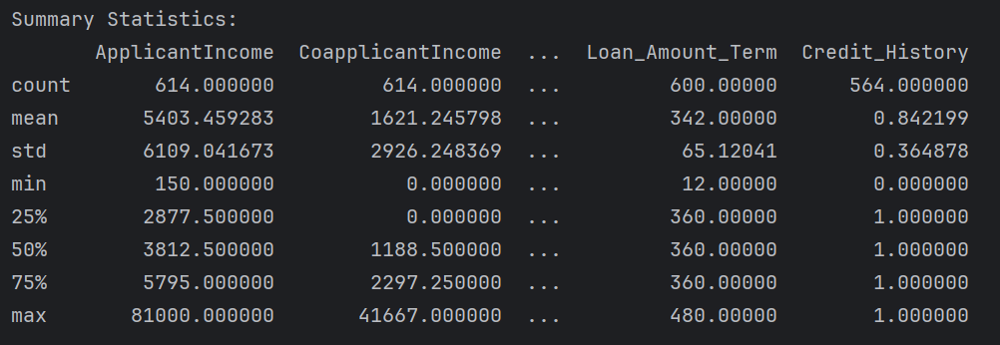 Summary Statistics:
       ApplicantIncome  CoapplicantIncome  ...  Loan_Amount_Term  Credit_History
count       614.000000         614.000000  ...         600.00000      564.000000
mean       5403.459283        1621.245798  ...         342.00000        0.842199
std        6109.041673        2926.248369  ...          65.12041        0.364878
min         150.000000           0.000000  ...          12.00000        0.000000
25%        2877.500000           0.000000  ...         360.00000        1.000000
50%        3812.500000        1188.500000  ...         360.00000        1.000000
75%        5795.000000        2297.250000  ...         360.00000        1.000000
max       81000.000000       41667.000000  ...         480.00000        1.000000